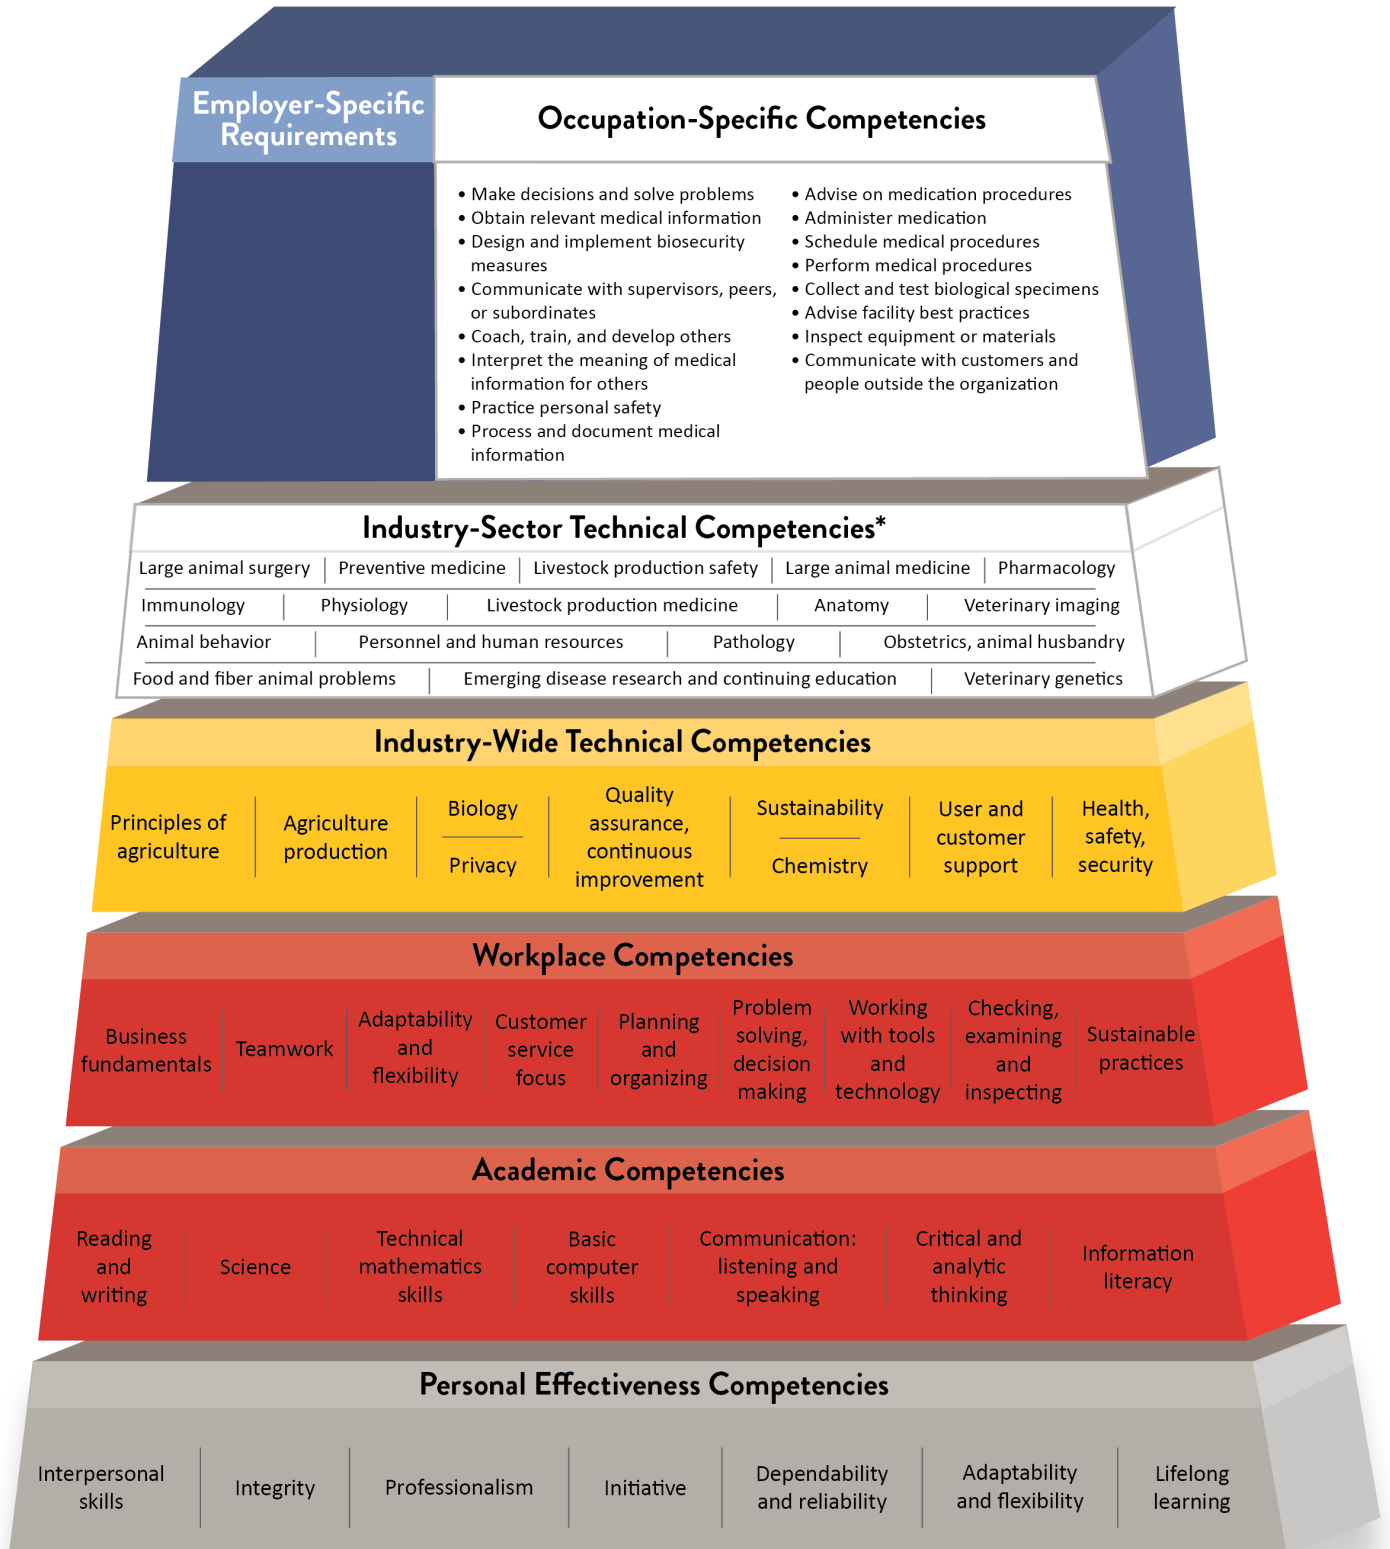 Employer-Specific
Requirements
Occupation-Specific Competencies
• Make decisions and solve problems
• Obtain relevant medical information
• Design and implement biosecurity
measures
• Communicate with supervisors, peers,
or subordinates
• Coach, train, and develop others
• Interpret the meaning of medical
information for others
• Practice personal safety
• Process and document medical
information
• Advise on medication procedures
• Administer medication
• Schedule medical procedures
• Perform medical procedures
• Collect and test biological specimens
• Advise facility best practices
• Inspect equipment or materials
• Communicate with customers and
people outside the organization
Industry-Sector Technical Competencies*
Large animal surgery Preventive medicine Livestock production safety Large animal medicine Pharmacology
Immunology Physiology Livestock production medicine Anatomy Veterinary imaging
Animal behavior Personnel and human resources Pathology Obstetrics, animal husbandry
Food and fiber animal problems Emerging disease research and continuing education Veterinary genetics
Industry-Wide Technical Competencies
Principles of
agriculture
Agriculture
production
Biology
Privacy
Quality
assurance,
continuous
improvement
Sustainability
Chemistry
User and
customer
support
Health,
safety,
security
Workplace Competencies
Business
fundamentals
Teamwork
Adaptability
and
flexibility
Customer
service
focus
Planning
and
organizing
Problem
solving,
decision
making
Working
with tools
and
technology
Checking,
examining
and
inspecting
Sustainable
practices
Academic Competencies
Reading
and
writing
Science
Technical
mathematics
skills
Basic
computer
skills
Communication:
listening and
speaking
Critical and
analytic
thinking
Information
literacy
Personal Effectiveness Competencies
Interpersonal
skills
Integrity
Professionalism
Initiative
Dependability
and reliability
Adaptability
and flexibility
Lifelong
learning